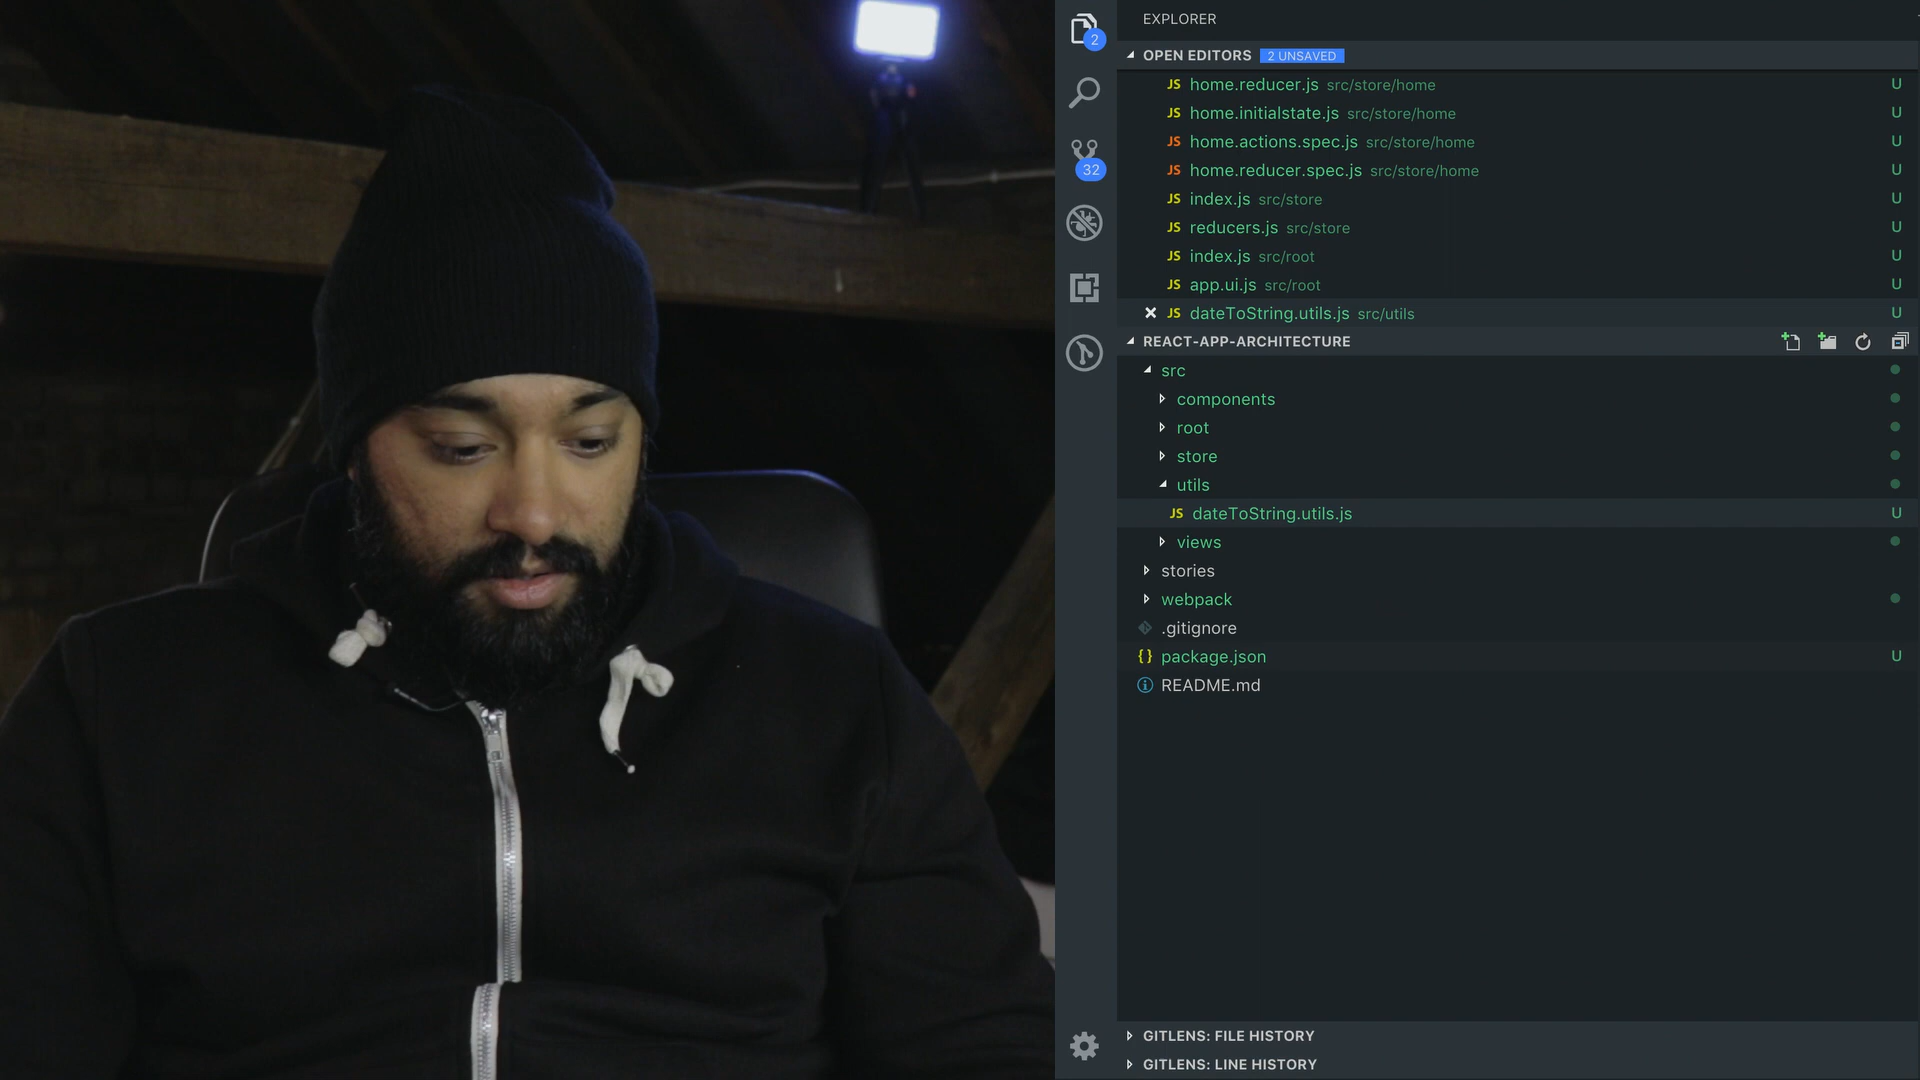 EXPLORER
2
OPEN EDITORS 2 UNSAVED
JS home.reducer.js src/store/home U
JS home.initialstate.js src/store/home U
JS home.actions.spec.js src/store/home U
JS home.reducer.spec.js src/store/home U
32
JS index.js src/store U
JS reducers.js src/store U
JS index.js src/root U
JS app.ui.js src/root U
JS dateToString.utils.js src/utils U
REACT-APP-ARCHITECTURE
src
components
root
store
utils
JS dateToString.utils.js U
views
stories
webpack
.gitignore
{} package.json U
README.md
GITLENS: FILE HISTORY
GITLENS: LINE HISTORY